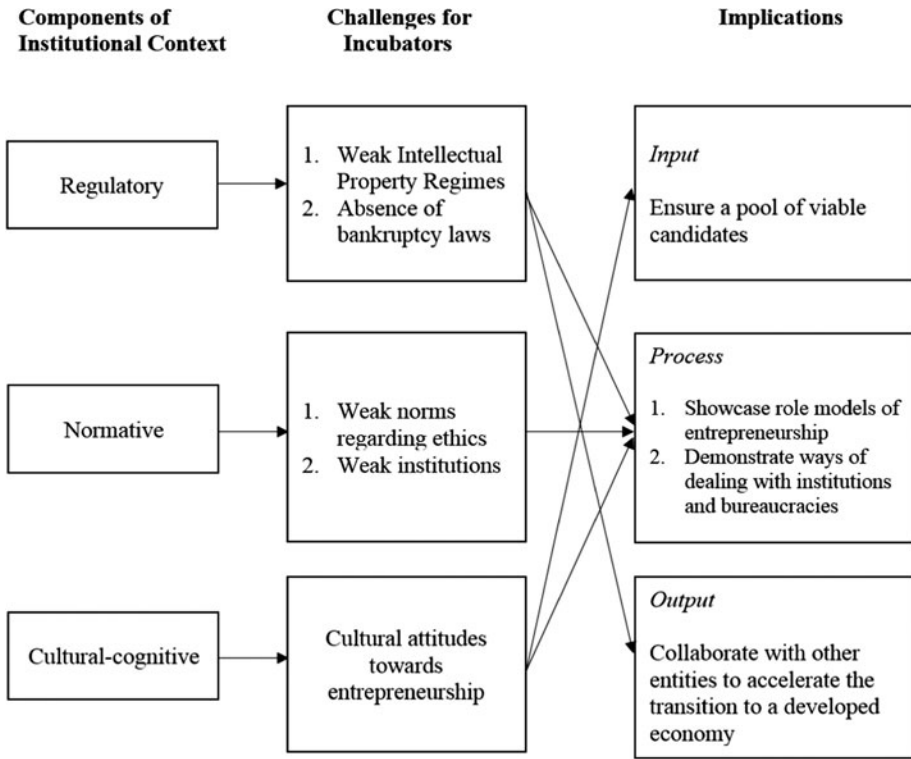 Components of
Institutional Context
Challenges for
Incubators
Implications
Regulatory
1. Weak Intellectual
Property Regimes
2. Absence of
bankruptcy laws
Input
Ensure a pool of viable
candidates
Normative
1. Weak norms
regarding ethics
2. Weak institutions
Process
1. Showcase role models of
entrepreneurship
2. Demonstrate ways of
dealing with institutions
and bureaucracies
Cultural-cognitive
Cultural attitudes
towards
entrepreneurship
Output
Collaborate with other
entities to accelerate the
transition to a developed
economy